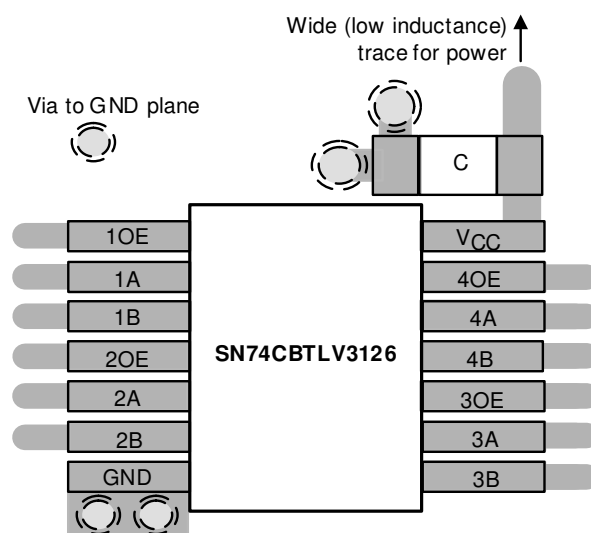 Wide (low inductance)
trace for power
Via to GND plane
C
1OE
1A
1B
2OE
2A
2B
GND
SN74CBTLV3126
VCC
4OE
4A
4B
3OE
3A
3B